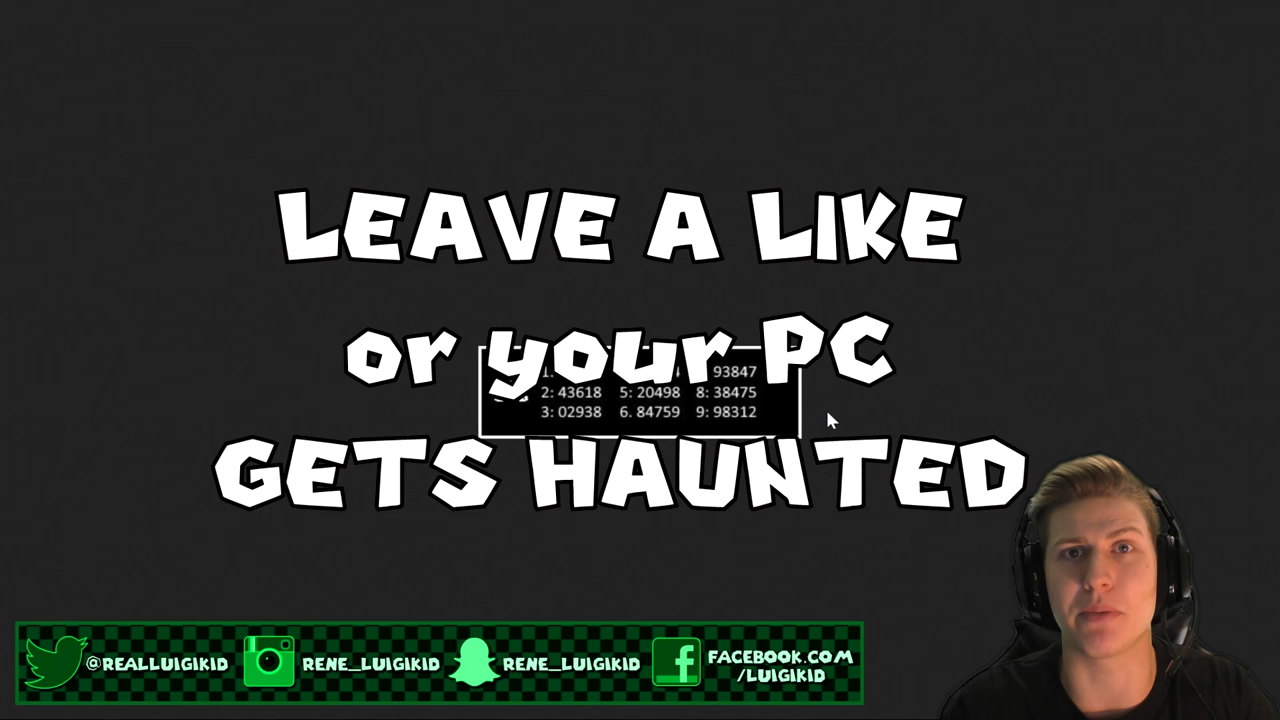 LEAVE A LIKE
or your PC
GETS HAUNTED
1: 93847
2: 43618 5: 20498 8: 38475
3: 02938 6. 84759 9: 98312
@REALLUIGIKID RENE_LUIGIKID RENE_LUIGIKID FACEBOOK.COM
/LUIGIKID